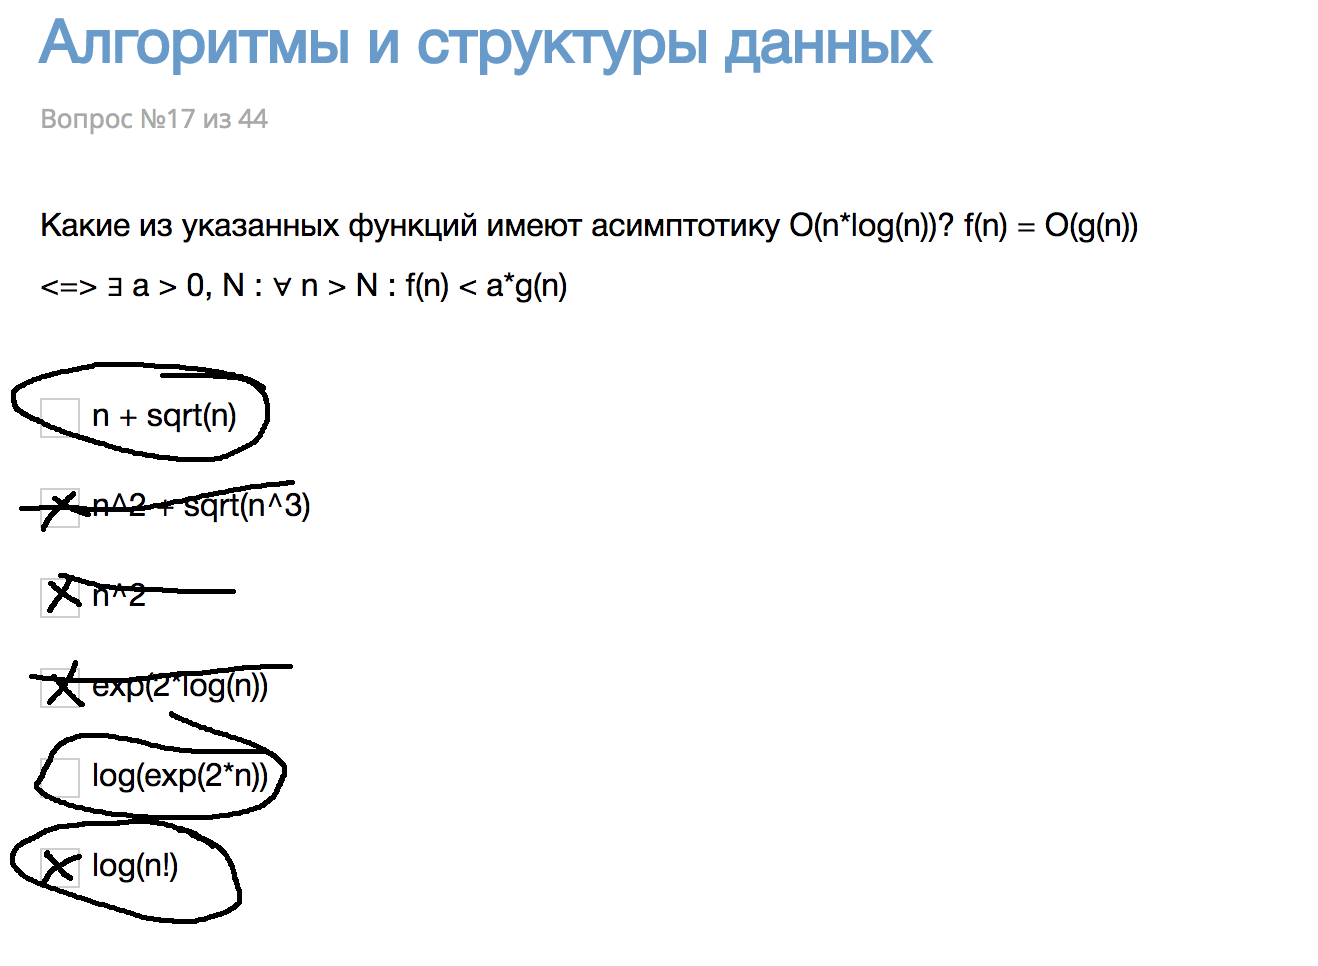 Алгоритмы и структуры данных
Вопрос №17 из 44
Какие из указанных функций имеют асимптотику O(n*log(n))? f(n) = O(g(n))
<=> ∃ a > 0, N : ∀ n > N : f(n) < a*g(n)
n + sqrt(n)
n^2 + sqrt(n^3)
n^2
exp(2*log(n))
log(exp(2*n))
log(n!)